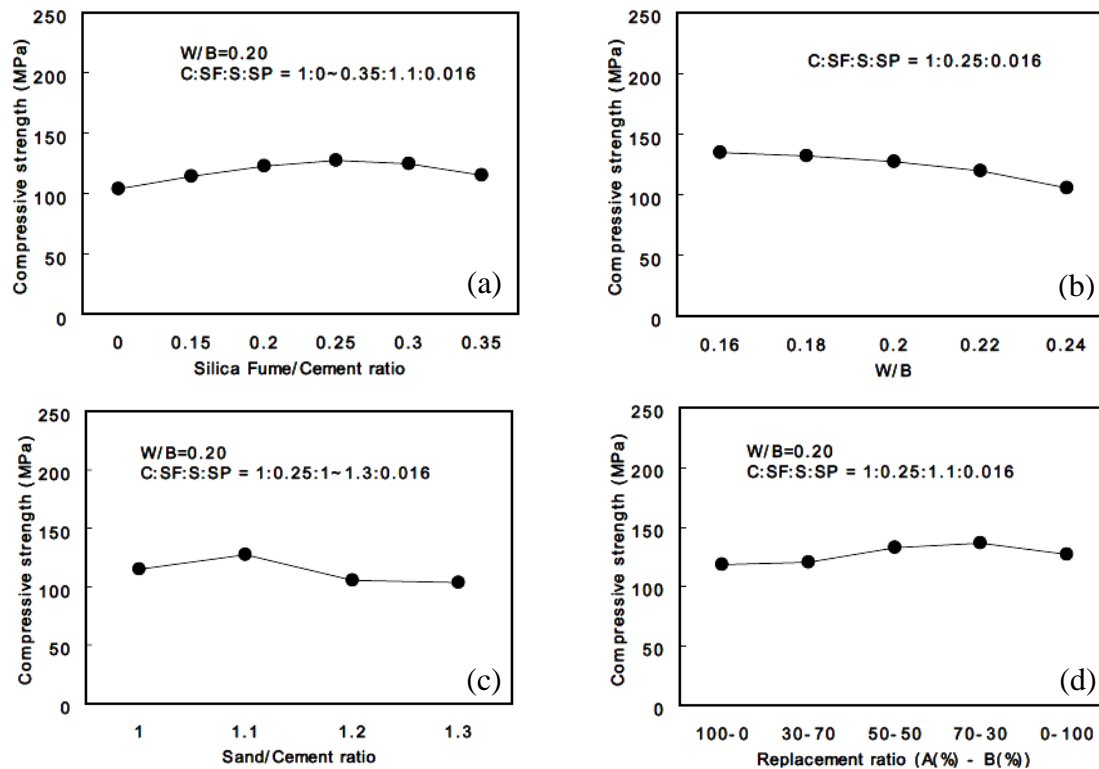 250
200
150
100
50
0
Compressive strength (MPa)
W/B=0.20
C:SF:S:SP = 1:0~0.35:1.1:0.016
(a)
0 0.15 0.2 0.25 0.3 0.35
Silica Fume/Cement ratio
250
200
150
100
50
0
Compressive strength (MPa)
C:SF:S:SP = 1:0.25:0.016
(b)
0.16 0.18 0.2 0.22 0.24
W/B
250
200
150
100
50
0
Compressive strength (MPa)
W/B=0.20
C:SF:S:SP = 1:0.25:1~1.3:0.016
(c)
1 1.1 1.2 1.3
Sand/Cement ratio
250
200
150
100
50
0
Compressive strength (MPa)
W/B=0.20
C:SF:S:SP = 1:0.25:1.1:0.016
(d)
100-0 30-70 50-50 70-30 0-100
Replacement ratio (A(%) - B(%))